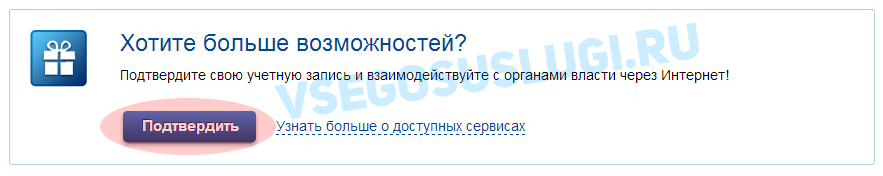 Хотите больше возможностей?
VSEGOSUSLUGI.RU
Подтвердите свою учетную запись и взаимодействуйте с органами власти через Интернет!
Подтвердить Узнать больше о доступных сервисах